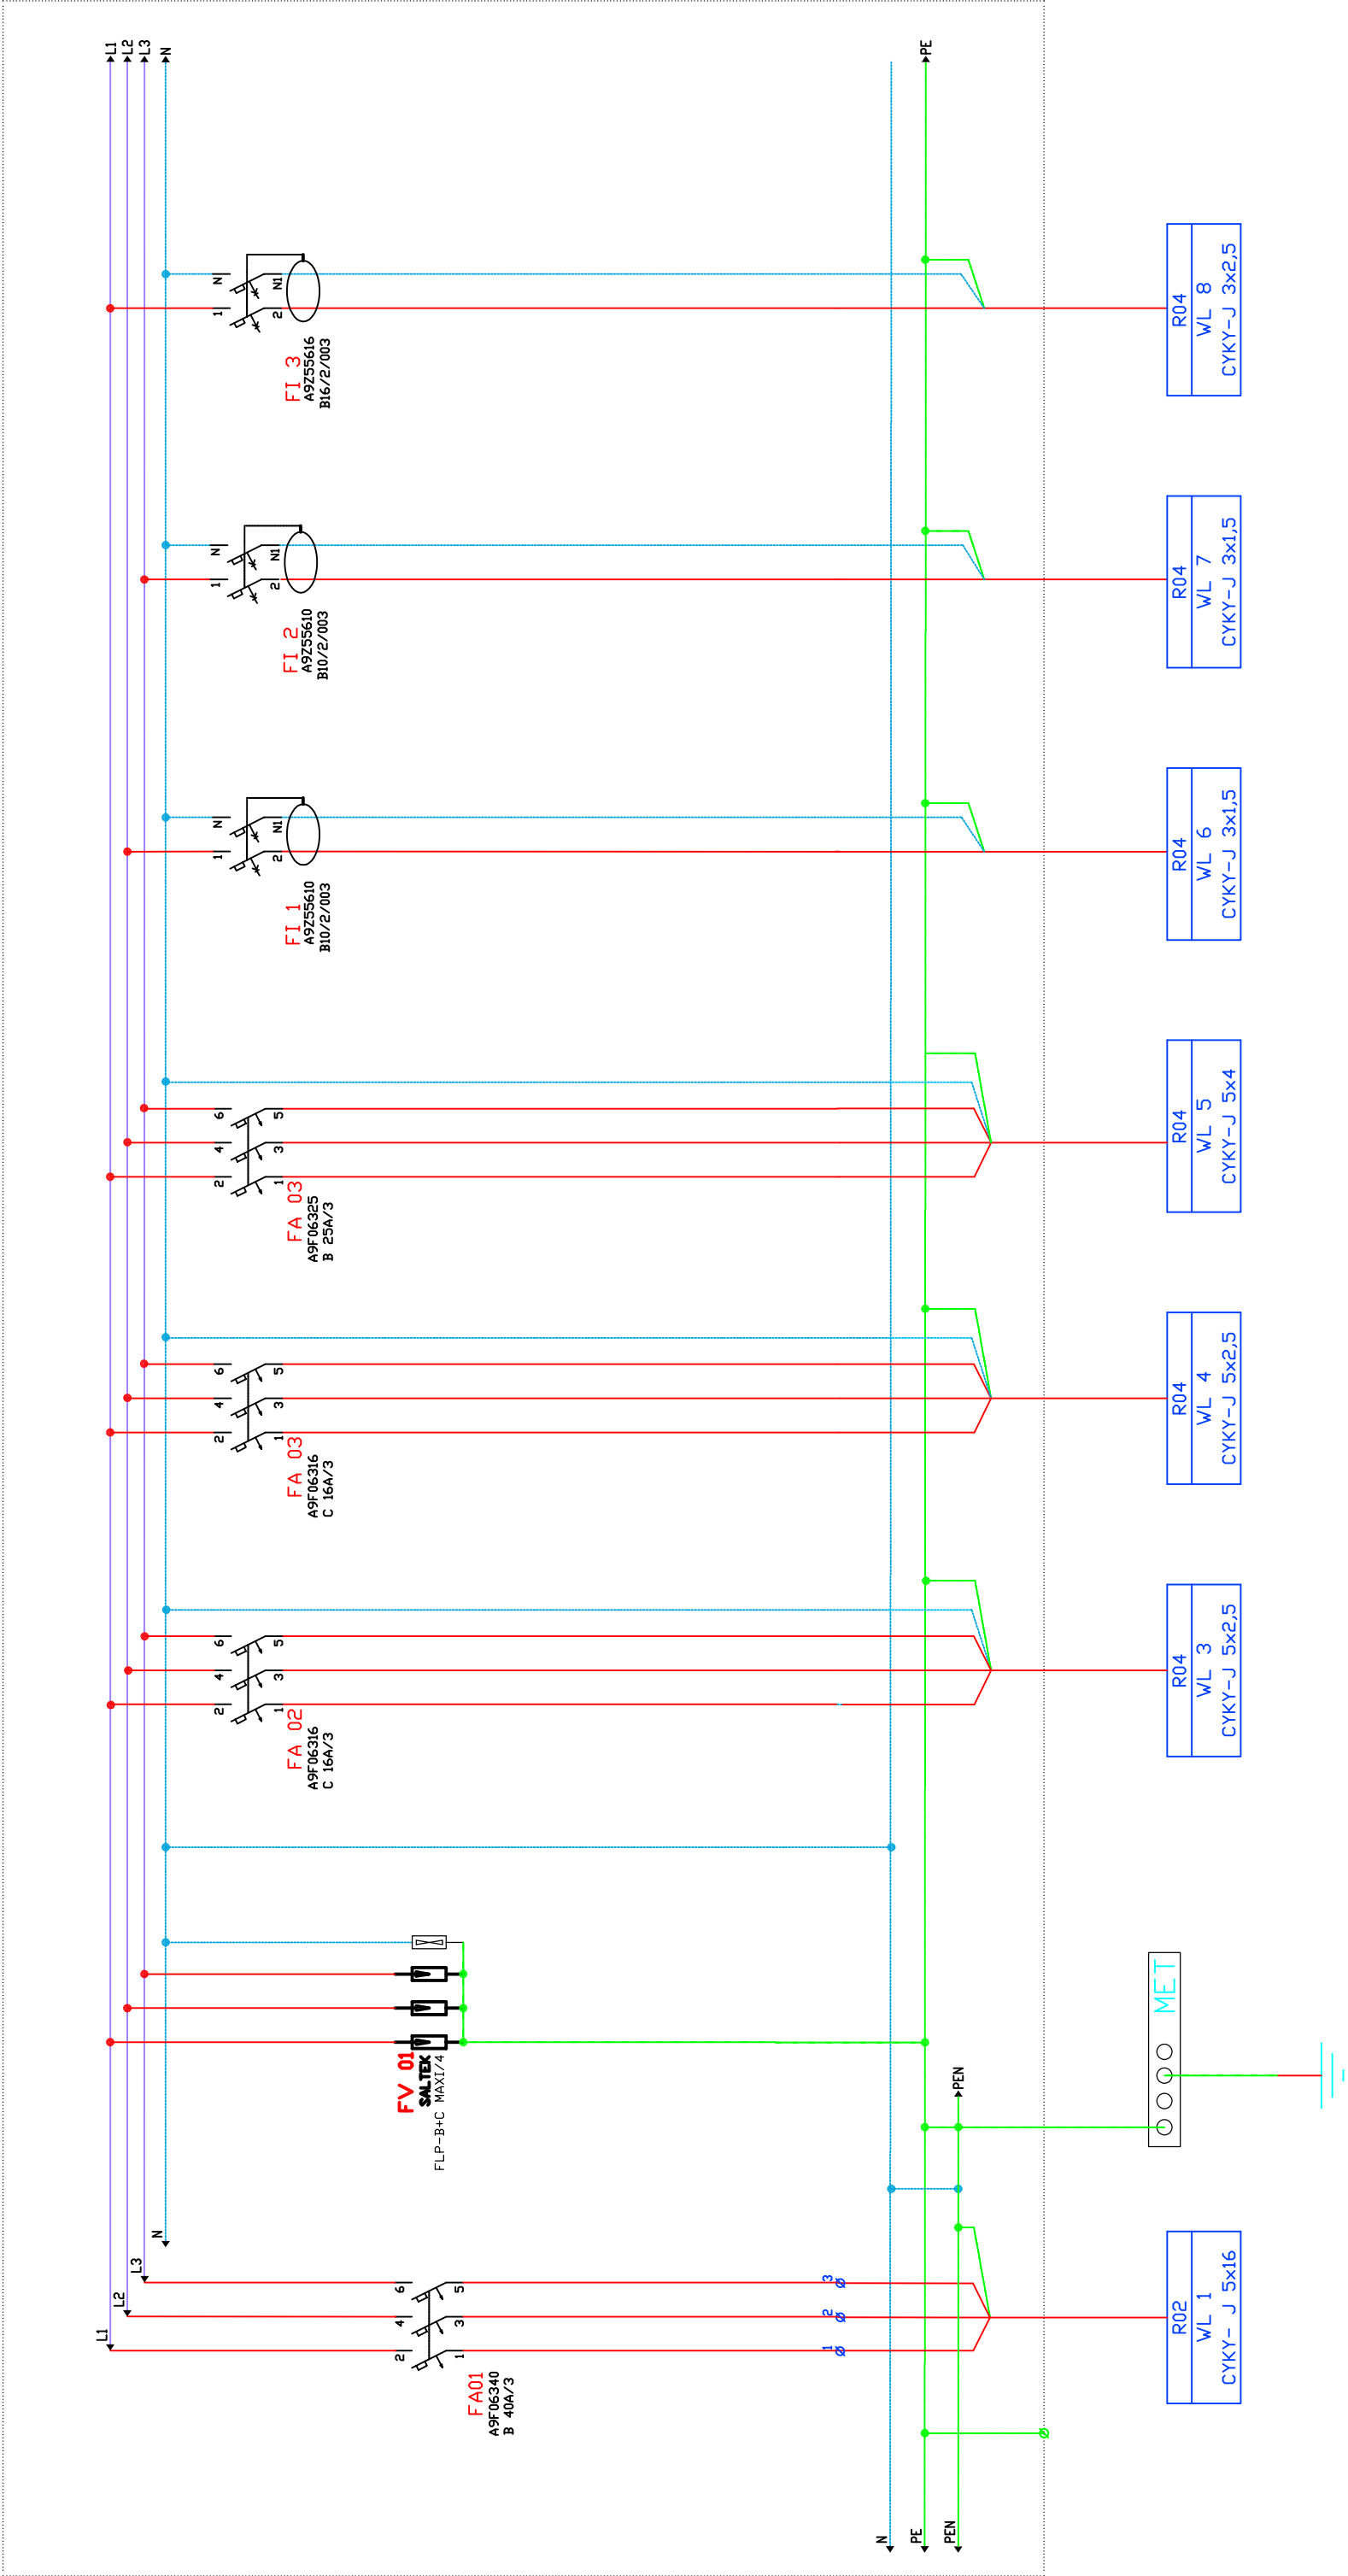 L1
L2
L3
N
PE
N
1
N1
2
FI 3
A9Z55616
B16/2/003
R04
WL 8
CYKY-J 3x2,5
N
1
N1
2
FI 2
A9Z55610
B10/2/003
R04
WL 7
CYKY-J 3x1,5
N
1
N1
2
FI 1
A9Z55610
B10/2/003
R04
WL 6
CYKY-J 3x1,5
6
4
2
5
3
1
FA 03
A9F06325
B 25A/3
R04
WL 5
CYKY-J 5x4
6
4
2
5
3
1
FA 03
A9F06316
C 16A/3
R04
WL 4
CYKY-J 5x2,5
6
4
2
5
3
1
FA 02
A9F06316
C 16A/3
R04
WL 3
CYKY-J 5x2,5
FV 01
SALTEK
FLP-B+C MAXI/4
PEN
MET
N
L3
L2
L1
6
4
2
5
3
1
FA01
A9F06340
B 40A/3
3
2
1
R02
WL 1
CYKY- J 5x16
N
PE
PEN